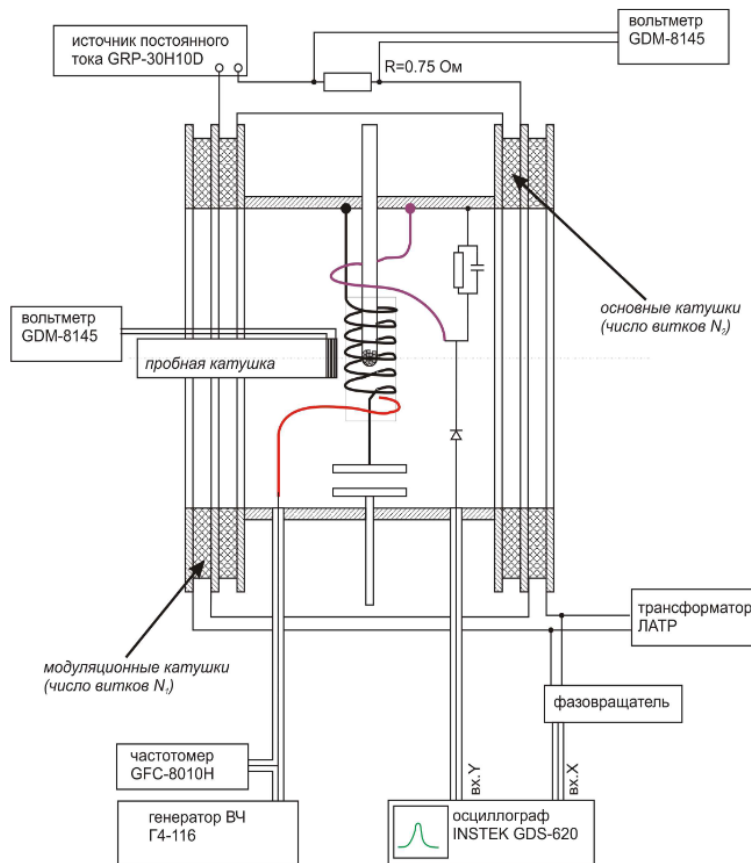 источник постоянного
тока GRP-30H10D
R=0.75 Ом
вольтметр
GDM-8145
основные катушки
(число витков N₂)
вольтметр
GDM-8145
пробная катушка
модуляционные катушки
(число витков N₁)
трансформатор
ЛАТР
фазовращатель
частотомер
GFC-8010H
генератор ВЧ
Г4-116
вх.Y
вх.X
осциллограф
INSTEK GDS-620